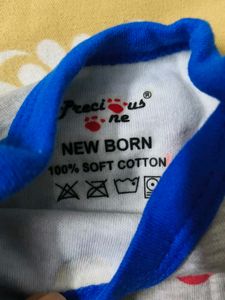 Precious®
One
NEW BORN
100% SOFT COTTON